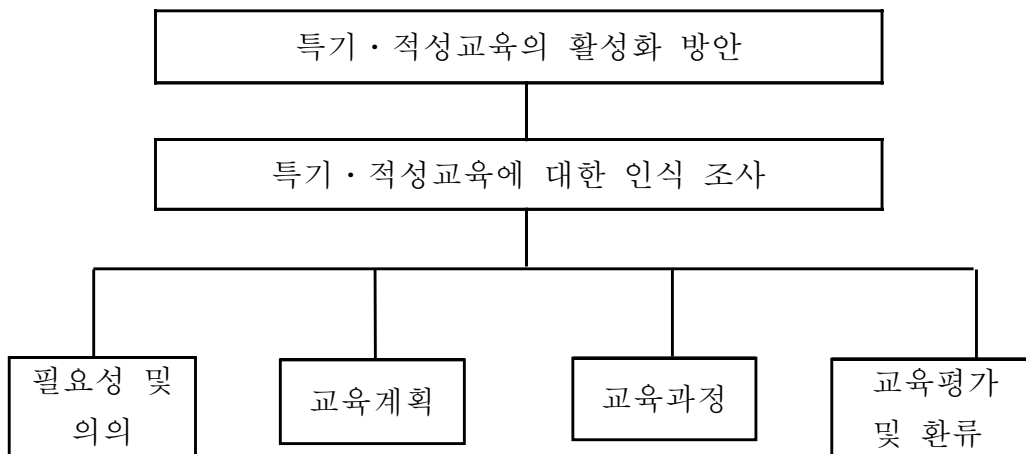 특기·적성교육의 활성화 방안
특기·적성교육에 대한 인식 조사
필요성 및
의의
교육계획
교육과정
교육평가
및 환류